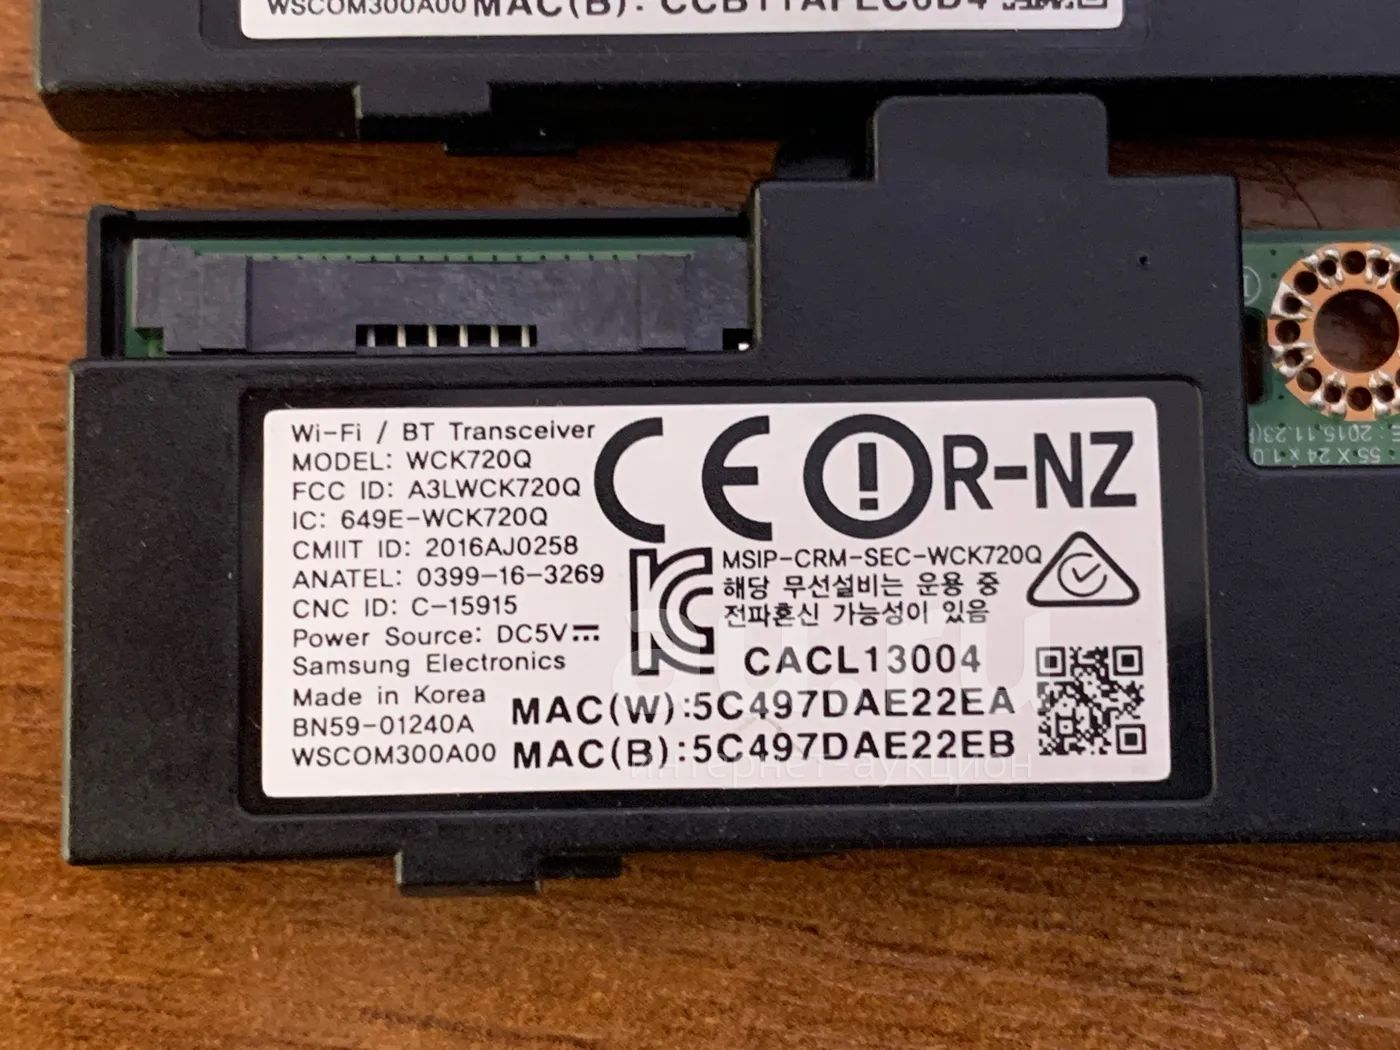 WSCOM300A00 MAC(B):
Wi-Fi / BT Transceiver
MODEL: WCK720Q
FCC ID: A3LWCK720Q
IC: 649E-WCK720Q
CMIIT ID: 2016AJ0258
ANATEL: 0399-16-3269
CNC ID: C-15915
Power Source: DC5V
Samsung Electronics
Made in Korea
BN59-01240A
WSCOM300A00
CE R-NZ
MSIP-CRM-SEC-WCK720Q
해당 무선설비는 운용 중
전파혼신 가능성이 있음
CACL13004
MAC(W):5C497DAE22EA
MAC(B):5C497DAE22EB
au.ru
интернет-аукцион
: 2015.11.23(
55 X 24 x 1.0